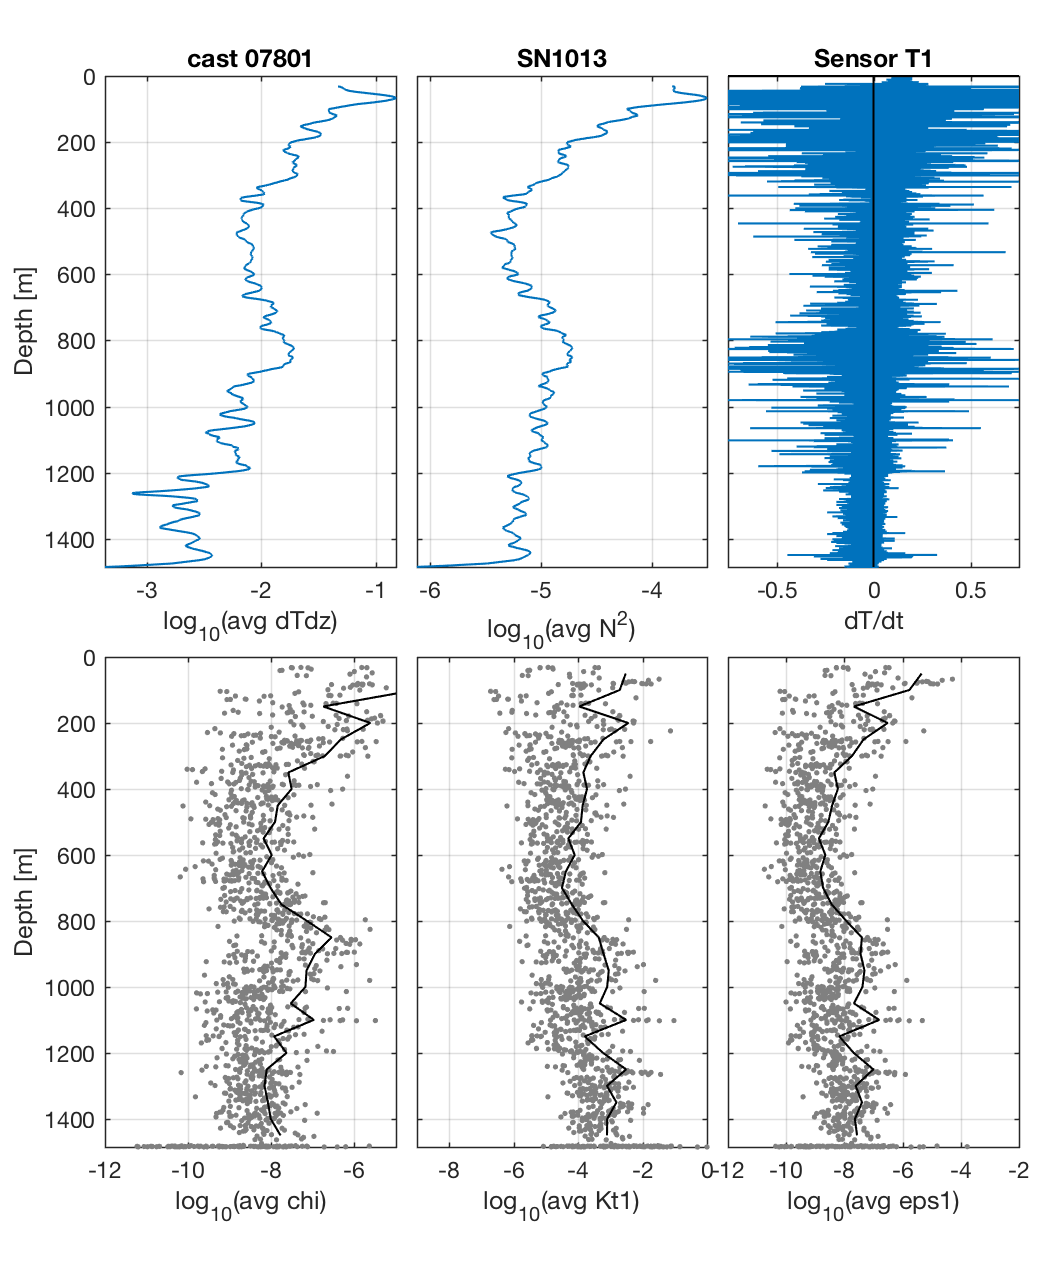 cast 07801 SN1013 Sensor T1
0
200
400
600
800
1000
1200
1400
Depth [m]
-3 -2 -1 -6 -5 -4 -0.5 0 0.5
log10(avg dTdz) log10(avg N2) dT/dt
0
200
400
600
800
1000
1200
1400
Depth [m]
-12 -10 -8 -6 -8 -6 -4 -2 0 -12 -10 -8 -6 -4 -2
log10(avg chi) log10(avg Kt1) log10(avg eps1)